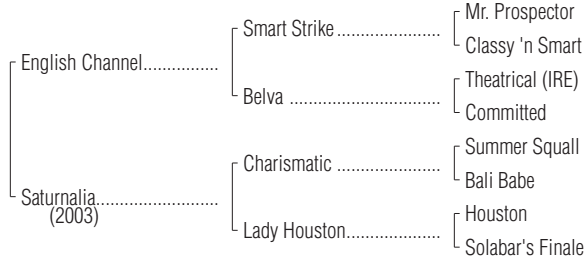 Mr. Prospector
Smart Strike ....................
Classy 'n Smart
English Channel...............
Theatrical (IRE)
Belva ..............................
Committed
Summer Squall
Charismatic .....................
Bali Babe
Saturnalia........................
(2003)
Houston
Lady Houston...................
Solabar's Finale